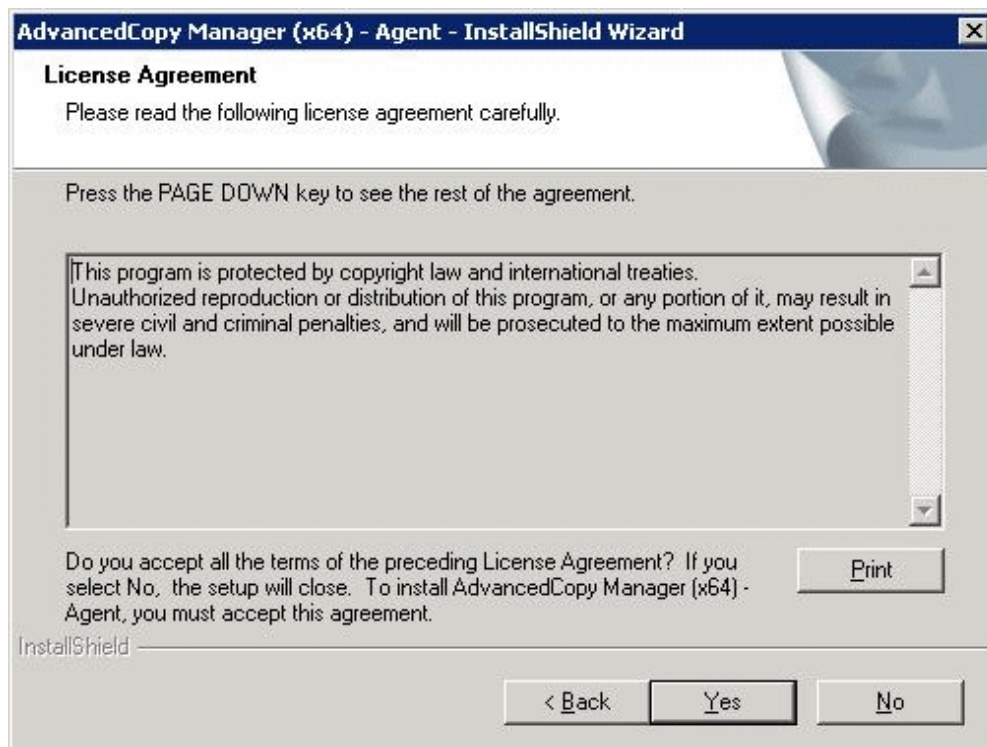 AdvancedCopy Manager (x64) - Agent - InstallShield Wizard
License Agreement
Please read the following license agreement carefully.
Press the PAGE DOWN key to see the rest of the agreement.
This program is protected by copyright law and international treaties.
Unauthorized reproduction or distribution of this program, or any portion of it, may result in
severe civil and criminal penalties, and will be prosecuted to the maximum extent possible
under law.
Do you accept all the terms of the preceding License Agreement? If you
select No, the setup will close. To install AdvancedCopy Manager (x64) -
Agent, you must accept this agreement.
Print
InstallShield
< Back
Yes
No